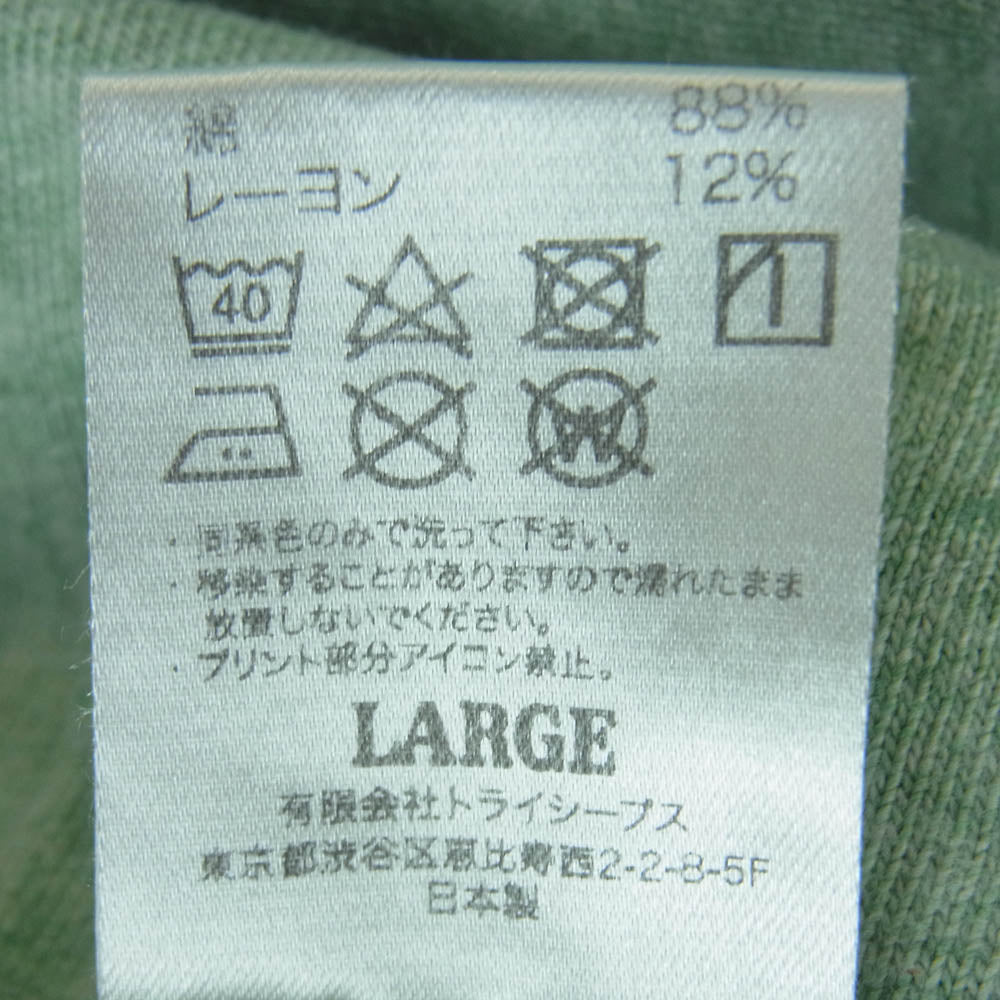 綿 88%
レーヨン 12%
40
・同系色のみで洗って下さい。
・移染することがありますので濡れたまま
放置しないでください。
・プリント部分アイコン禁止。
LARGE
有限会社トライシープス
東京都渋谷区恵比寿西2-2-8-5F
日本製